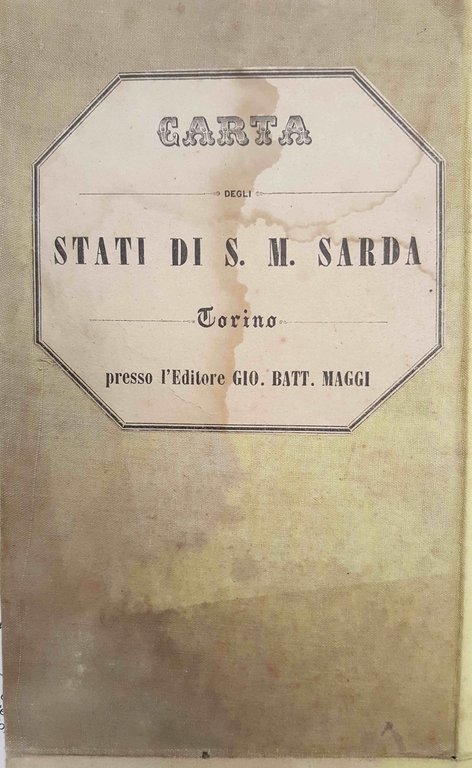 CARTA
DEGLI
STATI DI S. M. SARDA
Torino
presso l'Editore GIO. BATT. MAGGI